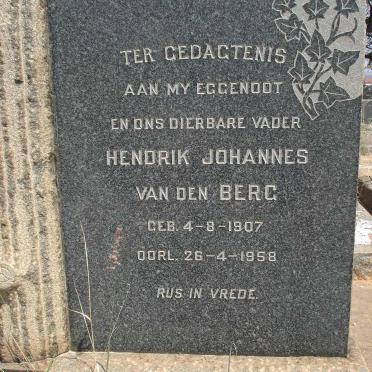 TER GEDAGTENIS
AAN MY EGGENOOT
EN ONS DIERBARE VADER
HENDRIK JOHANNES
VAN DEN BERG
GEB. 4-8-1907
OORL. 26-4-1958
RUS IN VREDE.